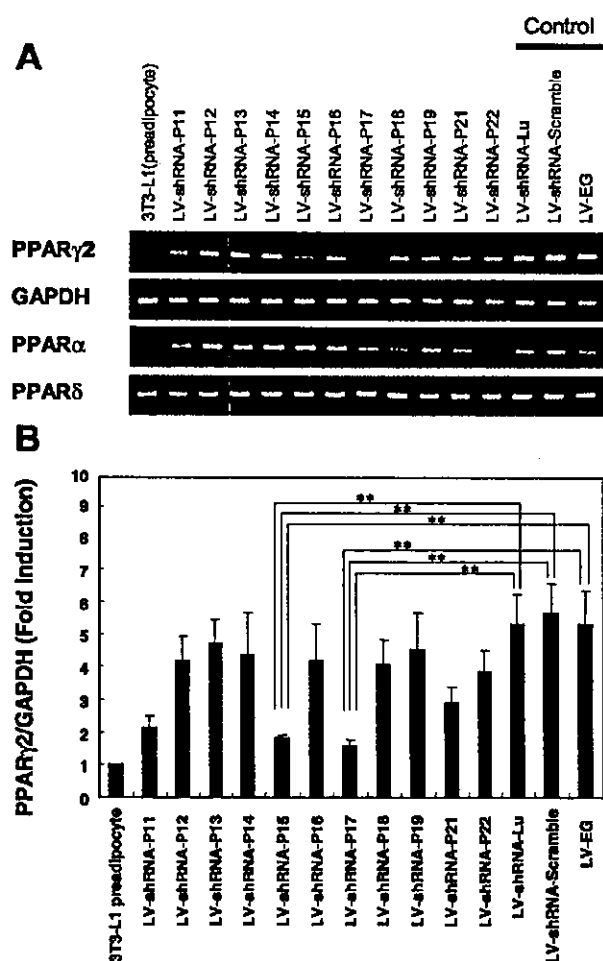 Control
A
3T3-L1(preadipocyte)
LV-shRNA-P11
LV-shRNA-P12
LV-shRNA-P13
LV-shRNA-P14
LV-shRNA-P15
LV-shRNA-P16
LV-shRNA-P17
LV-shRNA-P18
LV-shRNA-P19
LV-shRNA-P21
LV-shRNA-P22
LV-shRNA-Lu
LV-shRNA-Scramble
LV-EG
PPARγ2
GAPDH
PPARα
PPARδ
B
PPARγ2/GAPDH (Fold Induction)
10
9
8
7
6
5
4
3
2
1
0
**
**
**
**
**
**
3T3-L1 preadipocyte
LV-shRNA-P11
LV-shRNA-P12
LV-shRNA-P13
LV-shRNA-P14
LV-shRNA-P15
LV-shRNA-P16
LV-shRNA-P17
LV-shRNA-P18
LV-shRNA-P19
LV-shRNA-P21
LV-shRNA-P22
LV-shRNA-Lu
LV-shRNA-Scramble
LV-EG